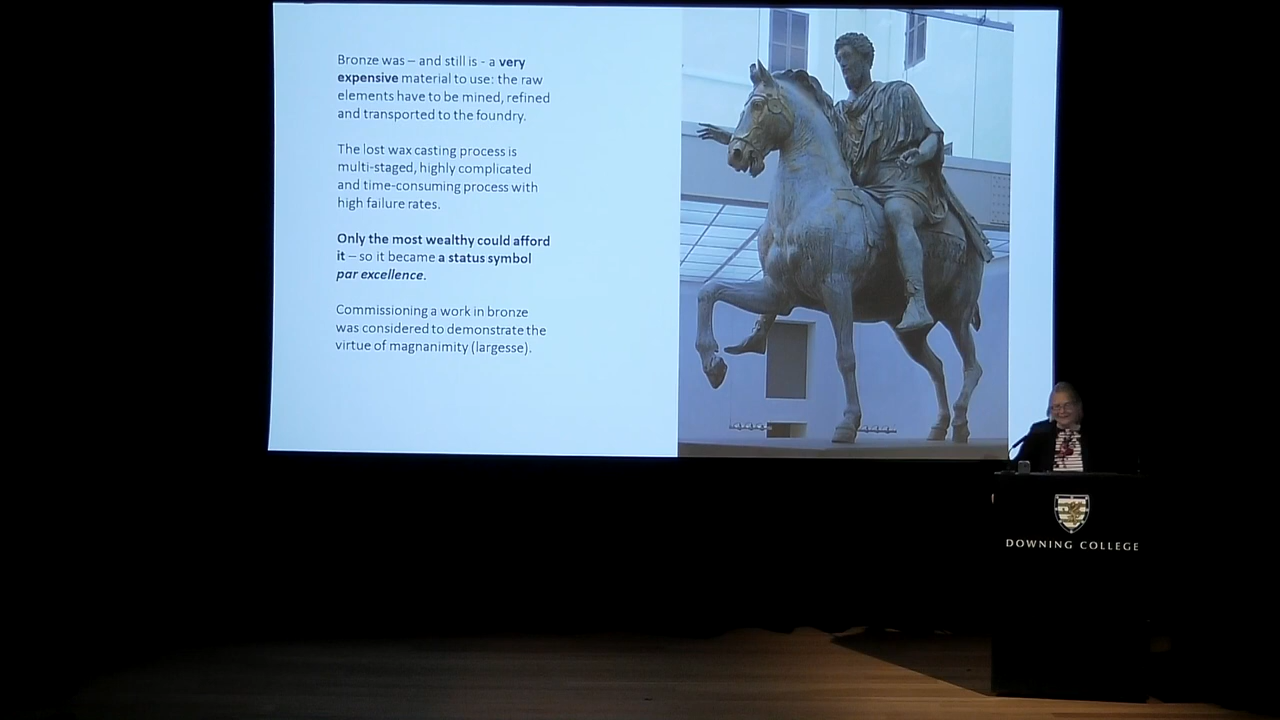 Bronze was – and still is - a very
expensive material to use: the raw
elements have to be mined, refined
and transported to the foundry.
The lost wax casting process is
multi-staged, highly complicated
and time-consuming process with
high failure rates.
Only the most wealthy could afford
it – so it became a status symbol
par excellence.
Commissioning a work in bronze
was considered to demonstrate the
virtue of magnanimity (largesse).
DOWNING COLLEGE